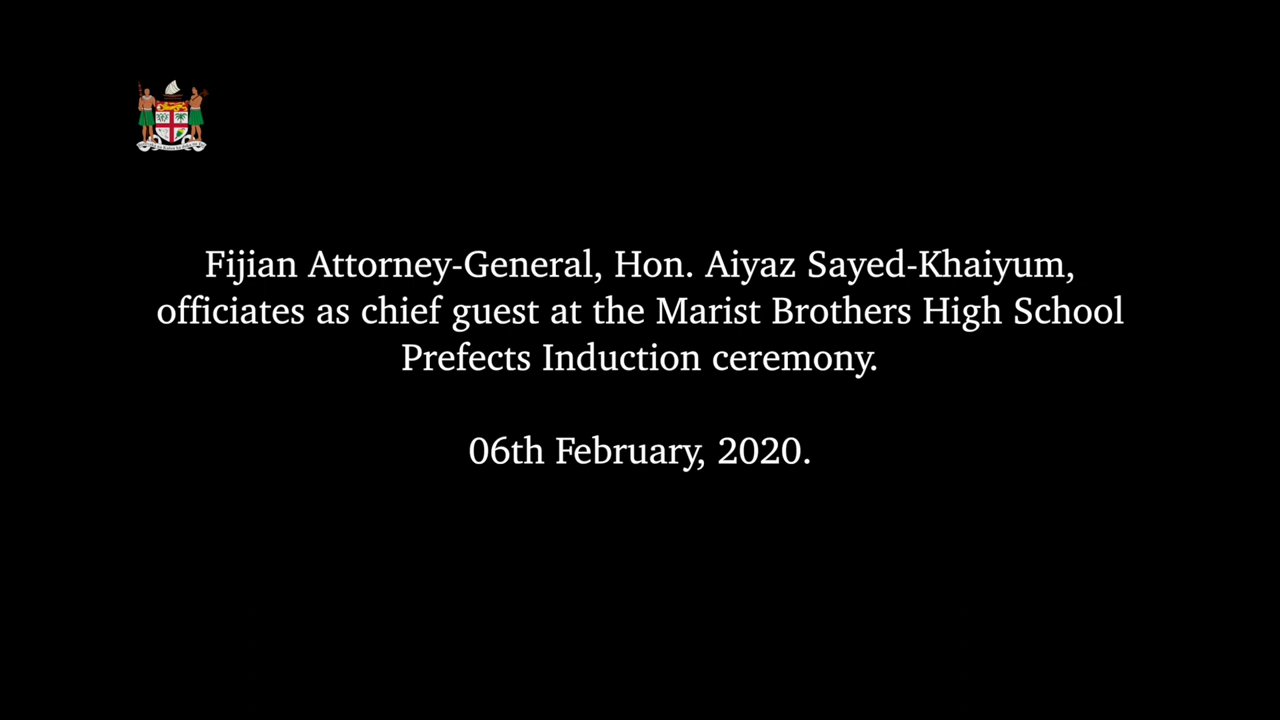 Fijian Attorney-General, Hon. Aiyaz Sayed-Khaiyum,
officiates as chief guest at the Marist Brothers High School
Prefects Induction ceremony.
06th February, 2020.